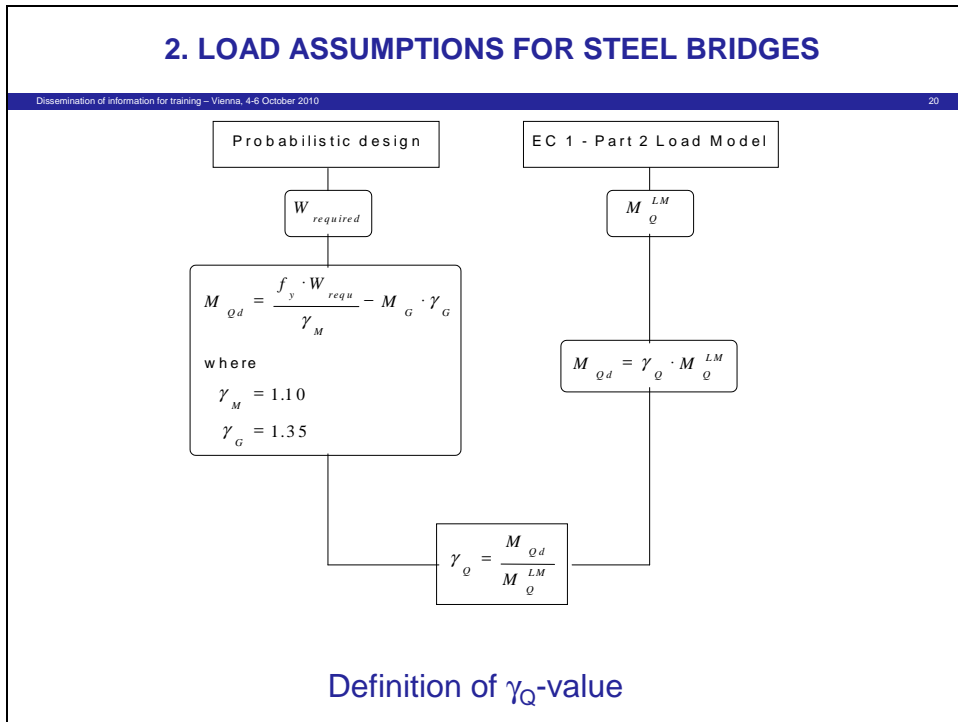 2. LOAD ASSUMPTIONS FOR STEEL BRIDGES
Dissemination of information for training – Vienna, 4-6 October 2010 20
Probabilistic design
EC 1 - Part 2 Load Model
W_required
M_Q^LM
M_Qd = (f_y · W_requ) / γ_M − M_G · γ_G
where
γ_M = 1.10
γ_G = 1.35
M_Qd = γ_Q · M_Q^LM
γ_Q = M_Qd / M_Q^LM
Definition of γ_Q-value